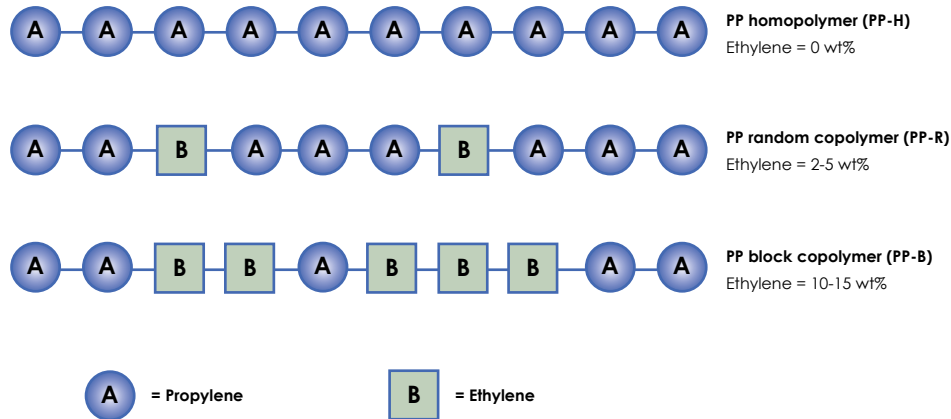 A A A A A A A A A A
PP homopolymer (PP-H)
Ethylene = 0 wt%
A A B A A A B A A A
PP random copolymer (PP-R)
Ethylene = 2-5 wt%
A A B B A B B B A A
PP block copolymer (PP-B)
Ethylene = 10-15 wt%
A = Propylene
B = Ethylene